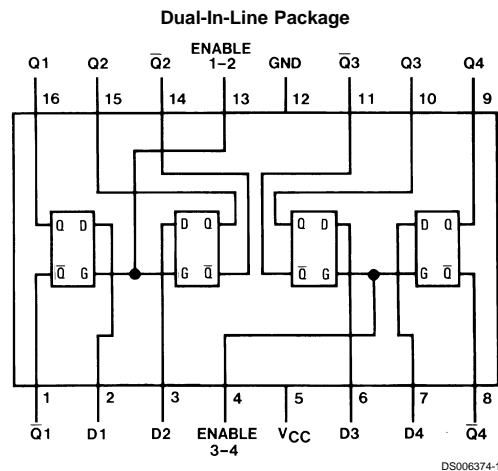 Dual-In-Line Package
Q1 Q2 Q̅2 ENABLE 1–2 GND Q̅3 Q3 Q4
16 15 14 13 12 11 10 9
Q D D Q Q D D Q
Q̅ G G Q̅ Q̅ G G Q̅
1 2 3 4 5 6 7 8
Q̅1 D1 D2 ENABLE 3–4 VCC D3 D4 Q̅4
DS006374-1